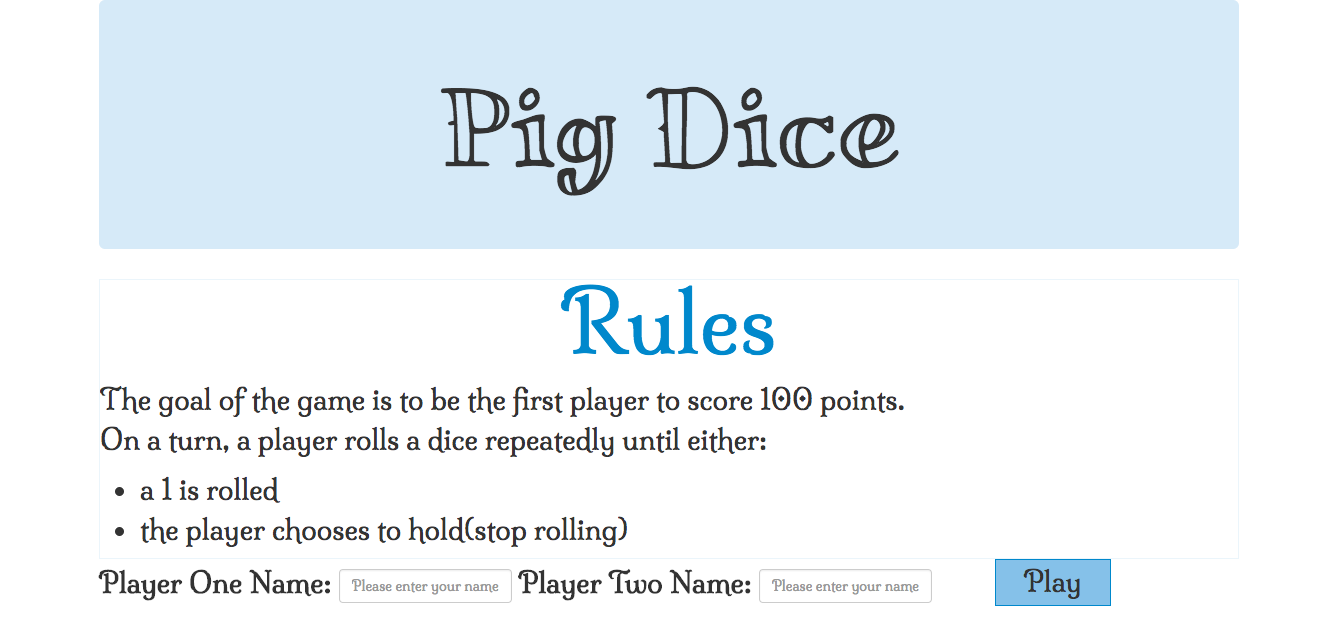 Pig Dice
Rules
The goal of the game is to be the first player to score 100 points.
On a turn, a player rolls a dice repeatedly until either:
• a 1 is rolled
• the player chooses to hold(stop rolling)
Player One Name: Please enter your name Player Two Name: Please enter your name Play